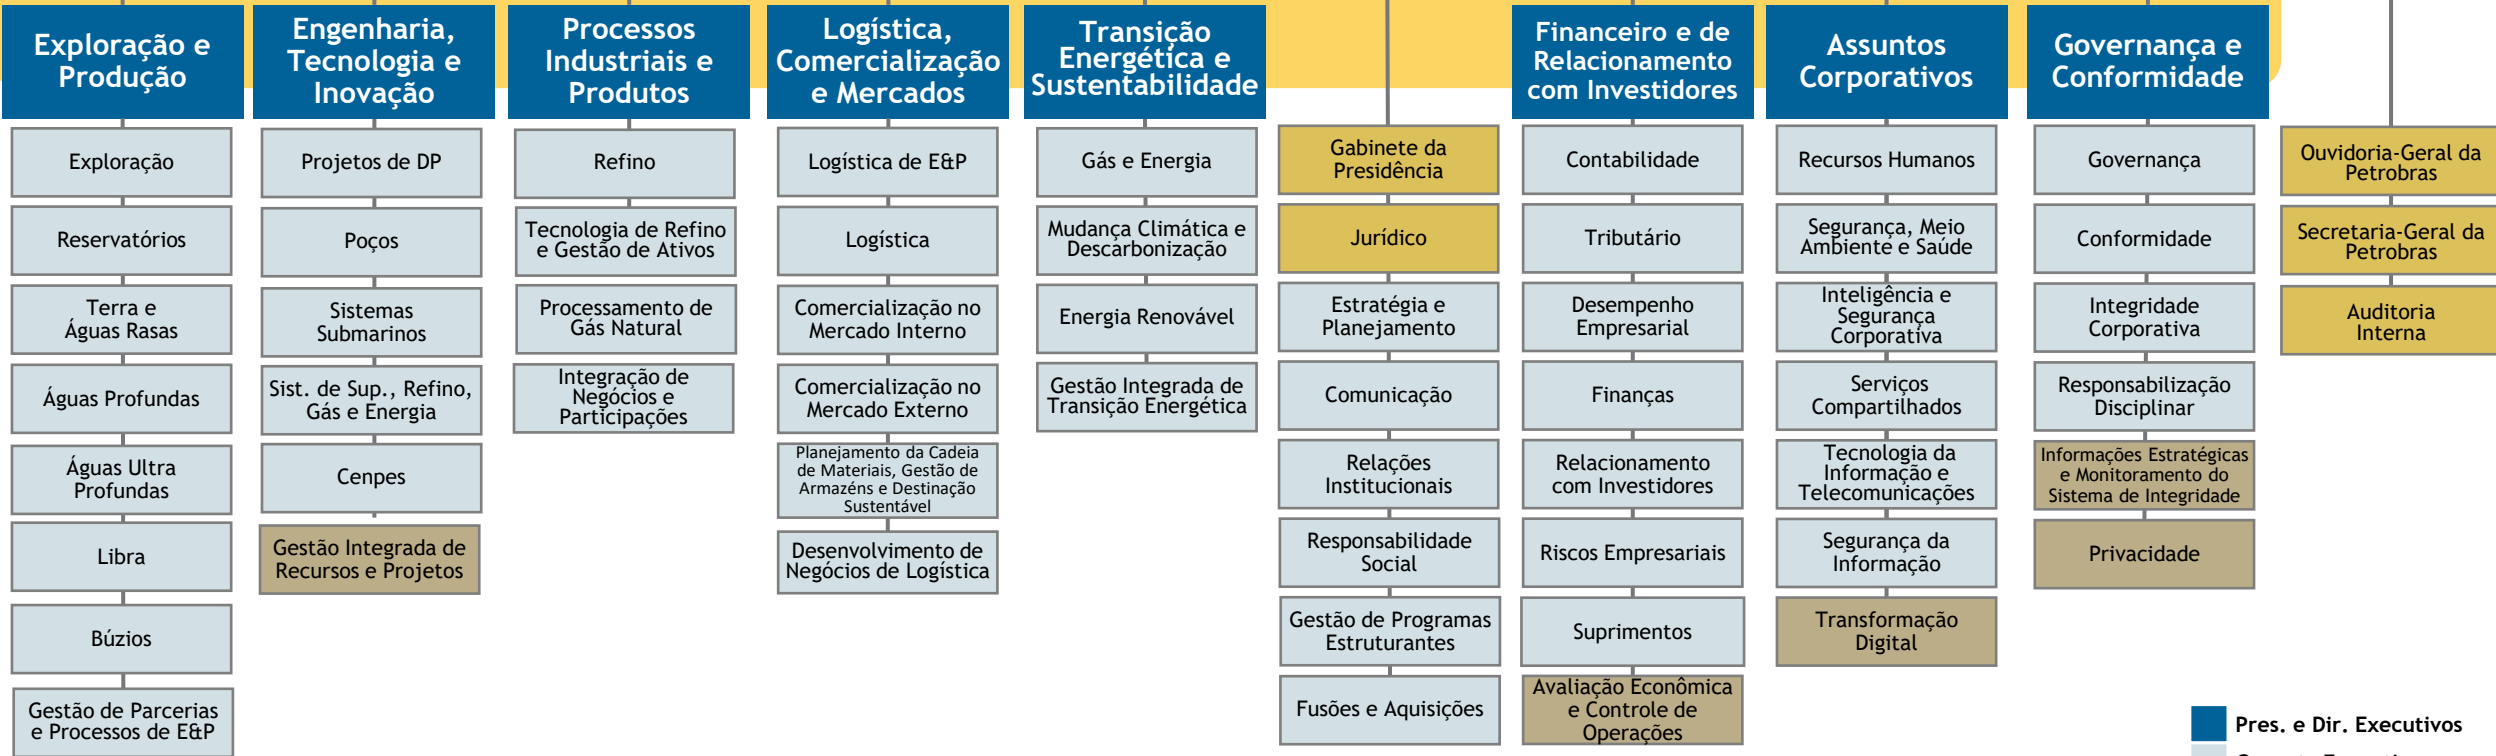 Exploração e
Produção
Exploração
Reservatórios
Terra e
Águas Rasas
Águas Profundas
Águas Ultra
Profundas
Libra
Búzios
Gestão de Parcerias
e Processos de E&P
Engenharia,
Tecnologia e
Inovação
Projetos de DP
Poços
Sistemas
Submarinos
Sist. de Sup., Refino,
Gás e Energia
Cenpes
Gestão Integrada de
Recursos e Projetos
Processos
Industriais e
Produtos
Refino
Tecnologia de Refino
e Gestão de Ativos
Processamento de
Gás Natural
Integração de
Negócios e
Participações
Logística,
Comercialização
e Mercados
Logística de E&P
Logística
Comercialização no
Mercado Interno
Comercialização no
Mercado Externo
Planejamento da Cadeia
de Materiais, Gestão de
Armazéns e Destinação
Sustentável
Desenvolvimento de
Negócios de Logística
Transição
Energética e
Sustentabilidade
Gás e Energia
Mudança Climática e
Descarbonização
Energia Renovável
Gestão Integrada de
Transição Energética
Gabinete da
Presidência
Jurídico
Estratégia e
Planejamento
Comunicação
Relações
Institucionais
Responsabilidade
Social
Gestão de Programas
Estruturantes
Fusões e Aquisições
Financeiro e de
Relacionamento
com Investidores
Contabilidade
Tributário
Desempenho
Empresarial
Finanças
Relacionamento
com Investidores
Riscos Empresariais
Suprimentos
Avaliação Econômica
e Controle de
Operações
Assuntos
Corporativos
Recursos Humanos
Segurança, Meio
Ambiente e Saúde
Inteligência e
Segurança
Corporativa
Serviços
Compartilhados
Tecnologia da
Informação e
Telecomunicações
Segurança da
Informação
Transformação
Digital
Governança e
Conformidade
Governança
Conformidade
Integridade
Corporativa
Responsabilização
Disciplinar
Informações Estratégicas
e Monitoramento do
Sistema de Integridade
Privacidade
Ouvidoria-Geral da
Petrobras
Secretaria-Geral da
Petrobras
Auditoria
Interna
Pres. e Dir. Executivos